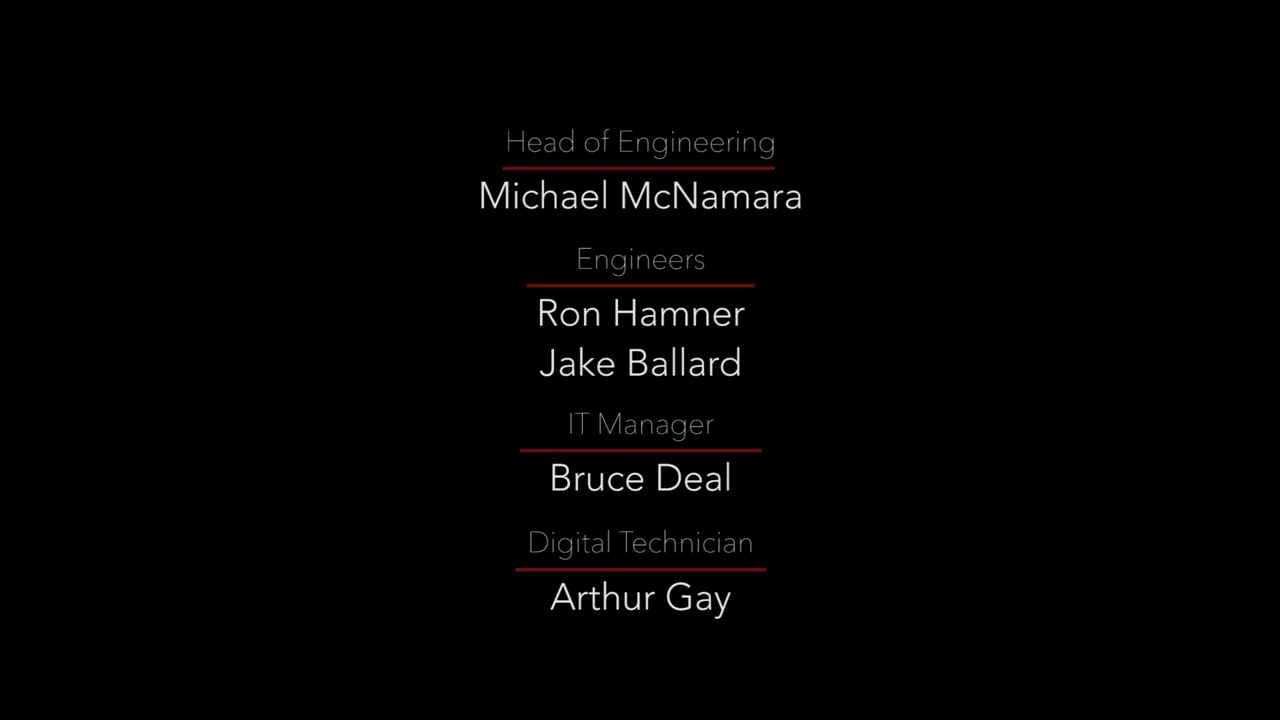 Head of Engineering
Michael McNamara
Engineers
Ron Hamner
Jake Ballard
IT Manager
Bruce Deal
Digital Technician
Arthur Gay